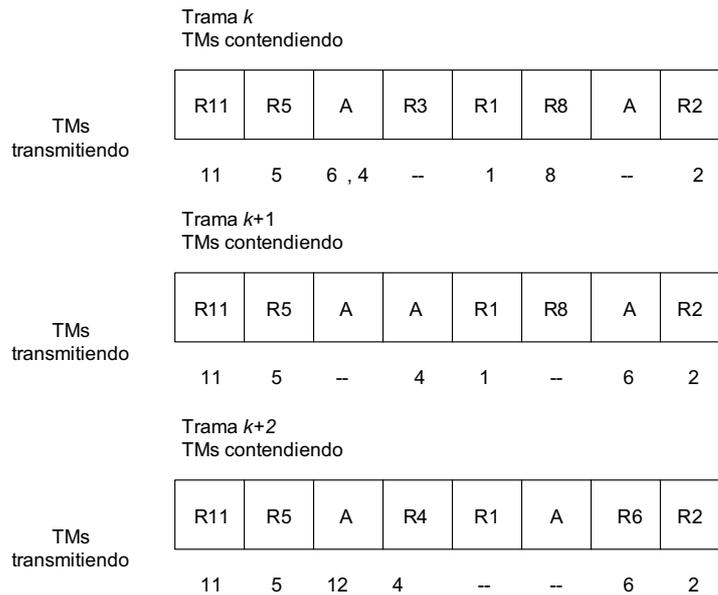 Trama k
TMs contendiendo
R11 R5 A R3 R1 R8 A R2
TMs
transmitiendo
11 5 6 , 4 -- 1 8 -- 2
Trama k+1
TMs contendiendo
R11 R5 A A R1 R8 A R2
TMs
transmitiendo
11 5 -- 4 1 -- 6 2
Trama k+2
TMs contendiendo
R11 R5 A R4 R1 A R6 R2
TMs
transmitiendo
11 5 12 4 -- -- 6 2